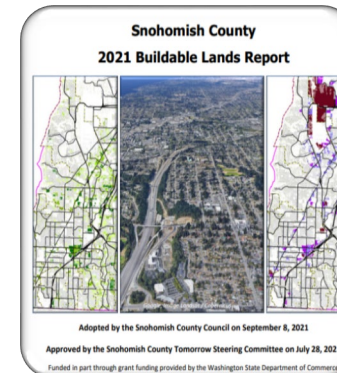 Snohomish County
2021 Buildable Lands Report
Adopted by the Snohomish County Council on September 8, 2021
Approved by the Snohomish County Tomorrow Steering Committee on July 28, 202
Funded in part through grant funding provided by the Washington State Department of Commerc